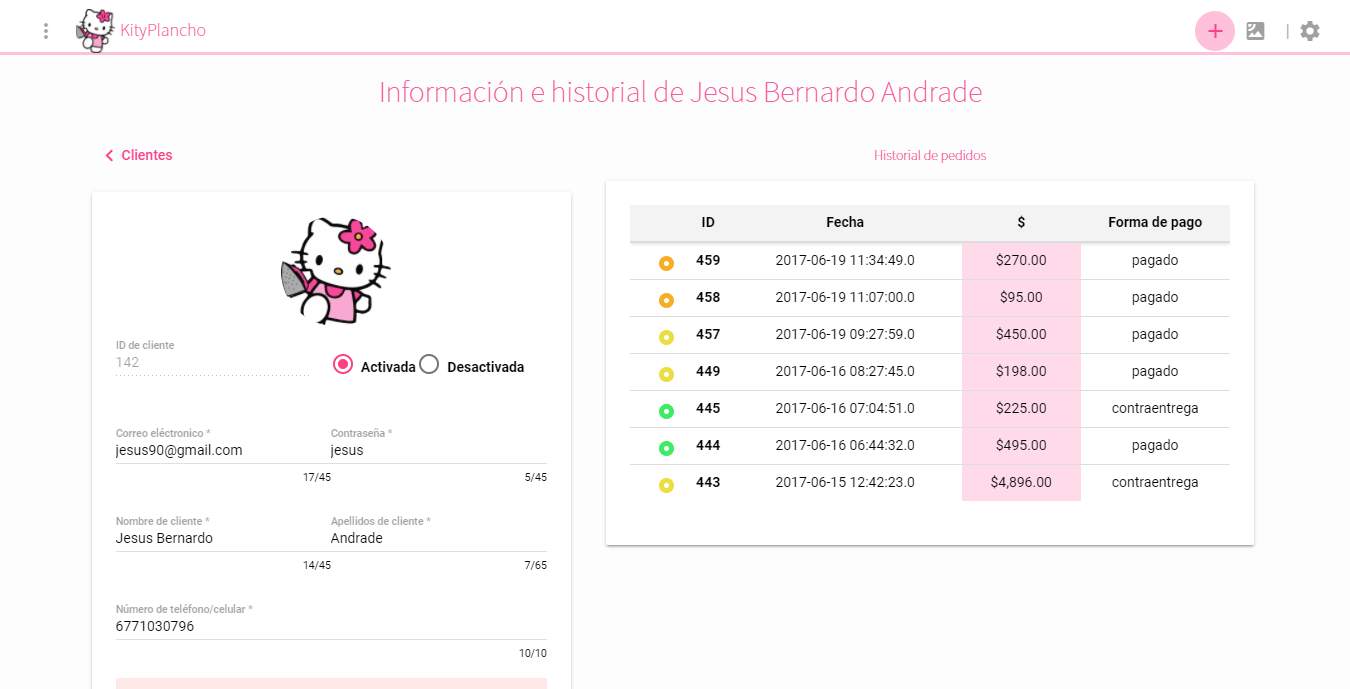 KityPlancho
|
Información e historial de Jesus Bernardo Andrade
Clientes
ID de cliente
142
Activada
Desactivada
Correo eléctronico *
jesus90@gmail.com
17/45
Contraseña *
jesus
5/45
Nombre de cliente *
Jesus Bernardo
14/45
Apellidos de cliente *
Andrade
7/65
Número de teléfono/celular *
6771030796
10/10
Historial de pedidos
ID Fecha $ Forma de pago
459 2017-06-19 11:34:49.0 $270.00 pagado
458 2017-06-19 11:07:00.0 $95.00 pagado
457 2017-06-19 09:27:59.0 $450.00 pagado
449 2017-06-16 08:27:45.0 $198.00 pagado
445 2017-06-16 07:04:51.0 $225.00 contraentrega
444 2017-06-16 06:44:32.0 $495.00 pagado
443 2017-06-15 12:42:23.0 $4,896.00 contraentrega